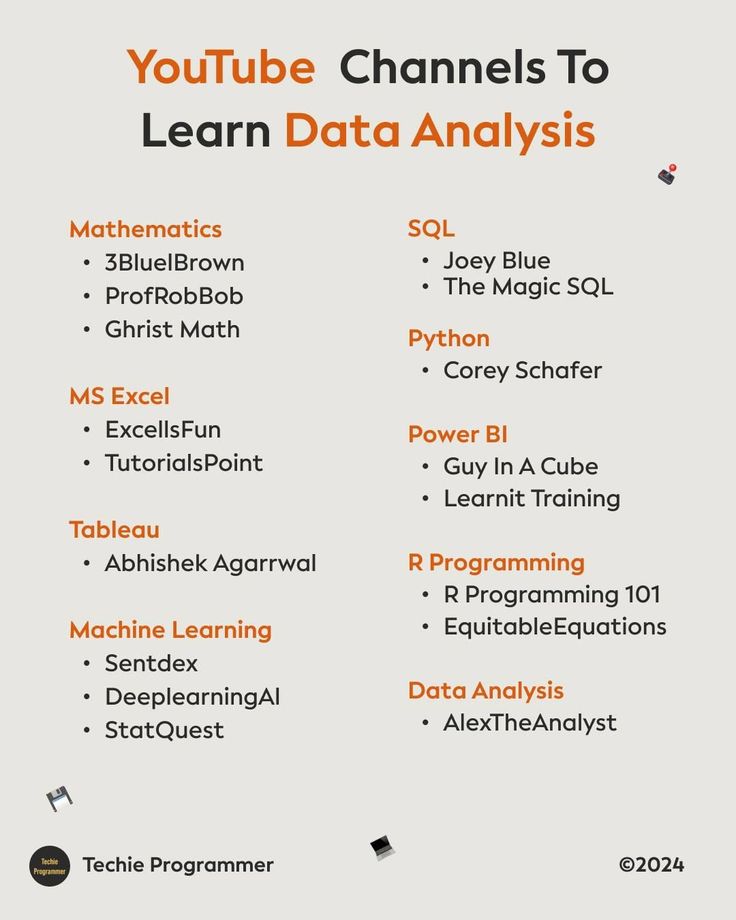 YouTube Channels To
Learn Data Analysis
Mathematics
• 3BluelBrown
• ProfRobBob
• Ghrist Math
MS Excel
• ExcellsFun
• TutorialsPoint
Tableau
• Abhishek Agarrwal
Machine Learning
• Sentdex
• DeeplearningAI
• StatQuest
SQL
• Joey Blue
• The Magic SQL
Python
• Corey Schafer
Power BI
• Guy In A Cube
• Learnit Training
R Programming
• R Programming 101
• EquitableEquations
Data Analysis
• AlexTheAnalyst
Techie
Programmer
Techie Programmer
©2024